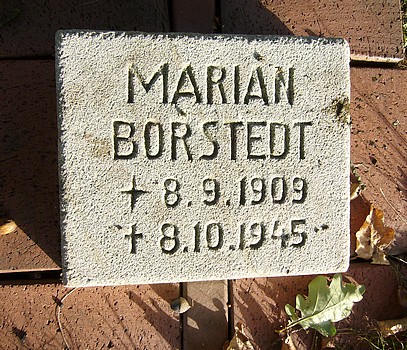 MARIAN
BORSTEDT
✶ 8.9.1909
✝ 8.10.1945